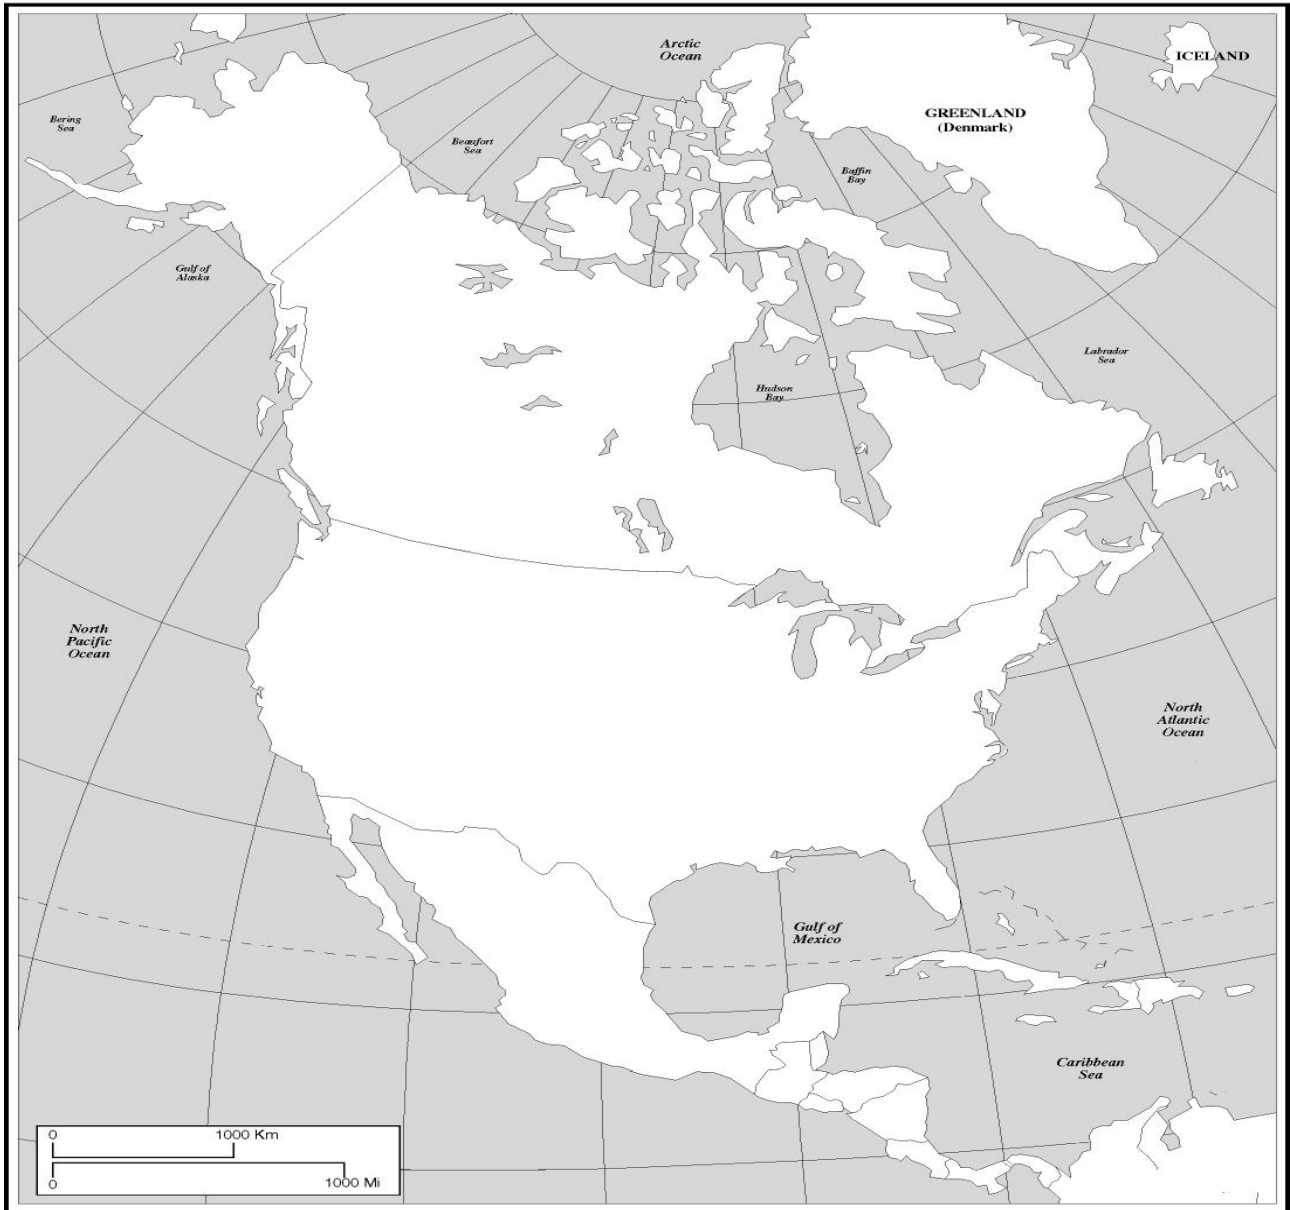 Arctic
Ocean
ICELAND
GREENLAND
(Denmark)
Bering
Sea
Beaufort
Sea
Baffin
Bay
Gulf of
Alaska
Labrador
Sea
Hudson
Bay
North
Pacific
Ocean
North
Atlantic
Ocean
Gulf of
Mexico
Caribbean
Sea
0 1000 Km
0 1000 Mi